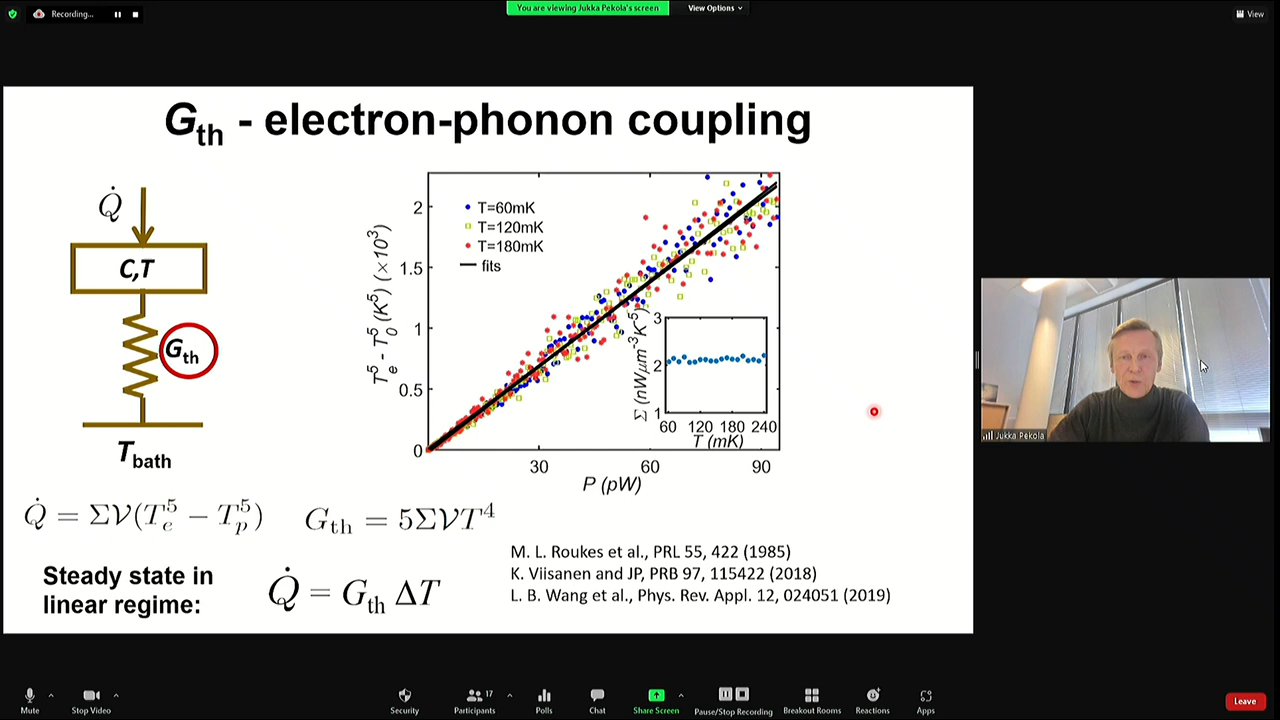 Recording...
You are viewing Jukka Pekola's screen
View Options
View
G_th - electron-phonon coupling
Q̇
C,T
G_th
T_bath
T_e^5 - T_0^5 (K^5) (×10^3)
2
1.5
1
0.5
0
T=60mK
T=120mK
T=180mK
fits
Σ (nWμm^-3K^-5)
3
2
1
60 120 180 240
T (mK)
30 60 90
P (pW)
Q̇ = ΣV(T_e^5 − T_p^5)
G_th = 5ΣVT^4
Steady state in
linear regime:
Q̇ = G_th ΔT
M. L. Roukes et al., PRL 55, 422 (1985)
K. Viisanen and JP, PRB 97, 115422 (2018)
L. B. Wang et al., Phys. Rev. Appl. 12, 024051 (2019)
Jukka Pekola
Mute
Stop Video
Security
17
Participants
Polls
Chat
Share Screen
Pause/Stop Recording
Breakout Rooms
Reactions
Apps
Leave